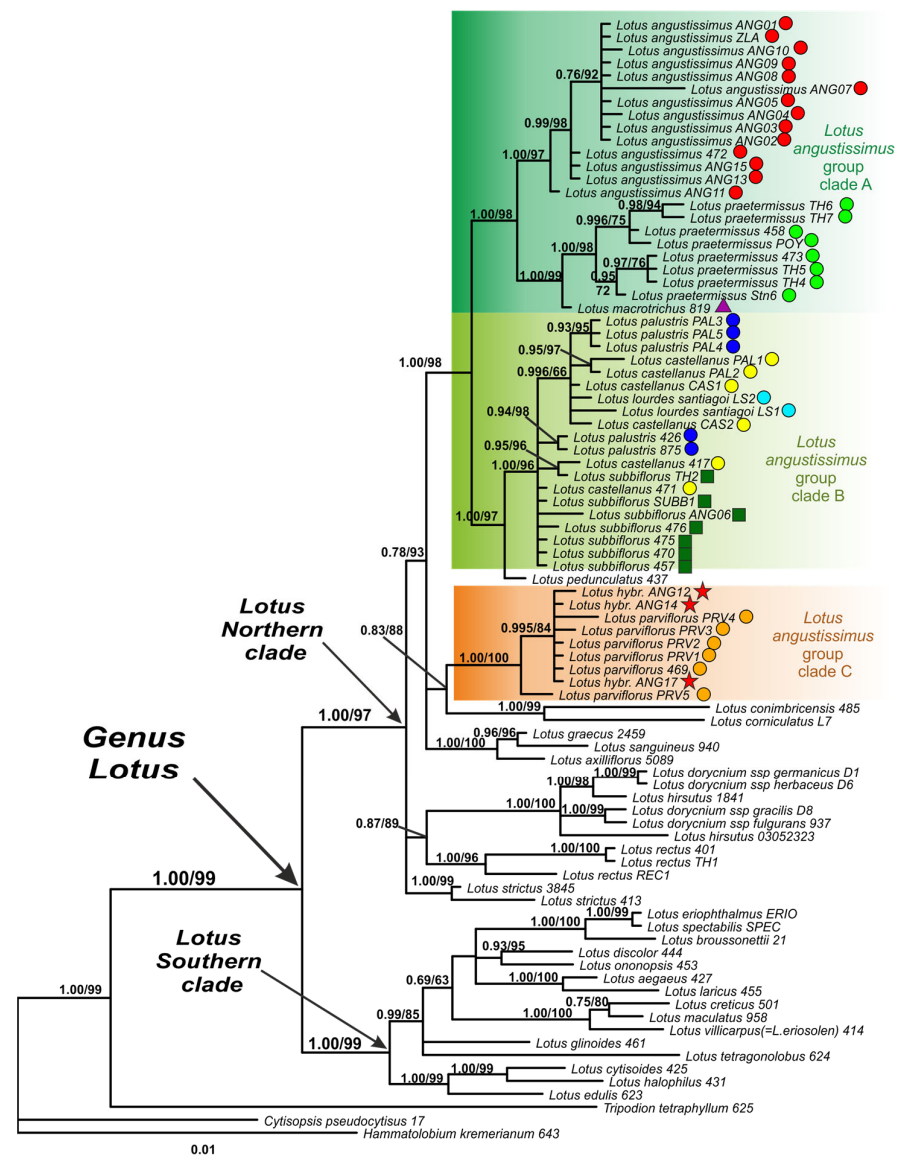 Lotus angustissimus ANG01
Lotus angustissimus ZLA
Lotus angustissimus ANG10
Lotus angustissimus ANG09
0.76/92
Lotus angustissimus ANG08
Lotus angustissimus ANG07
Lotus angustissimus ANG05
Lotus angustissimus ANG04
0.99/98
Lotus angustissimus ANG03
Lotus angustissimus ANG02
Lotus
angustissimus
group
clade A
Lotus angustissimus 472
1.00/97
Lotus angustissimus ANG15
Lotus angustissimus ANG13
Lotus angustissimus ANG11
0.98/94
Lotus praetermissus TH6
1.00/98
Lotus praetermissus TH7
0.996/75
Lotus praetermissus 458
Lotus praetermissus POY
1.00/98
Lotus praetermissus 473
0.97/76
Lotus praetermissus TH5
1.00/99
0.95
72
Lotus praetermissus TH4
Lotus praetermissus Stn6
Lotus macrotrichus 819
Lotus palustris PAL3
0.93/95
Lotus palustris PAL5
Lotus palustris PAL4
0.95/97
Lotus castellanus PAL1
1.00/98
0.996/66
Lotus castellanus PAL2
Lotus castellanus CAS1
Lotus lourdes santiagoi LS2
0.94/98
Lotus lourdes santiagoi LS1
Lotus castellanus CAS2
Lotus palustris 426
0.95/96
Lotus palustris 875
Lotus
angustissimus
group
clade B
1.00/96
Lotus castellanus 417
Lotus subbiflorus TH2
Lotus castellanus 471
Lotus subbiflorus SUBB1
1.00/97
Lotus subbiflorus ANG06
Lotus subbiflorus 476
Lotus subbiflorus 475
0.78/93
Lotus subbiflorus 470
Lotus subbiflorus 457
Lotus pedunculatus 437
Lotus hybr. ANG12
Lotus hybr. ANG14
Lotus
Northern
clade
0.83/88
Lotus parviflorus PRV4
0.995/84
Lotus parviflorus PRV3
Lotus parviflorus PRV2
1.00/100
Lotus parviflorus PRV1
Lotus parviflorus 469
Lotus hybr. ANG17
Lotus parviflorus PRV5
Lotus
angustissimus
group
clade C
1.00/99
Lotus conimbricensis 485
1.00/97
Lotus corniculatus L7
0.96/96
Lotus graecus 2459
1.00/100
Lotus sanguineus 940
Lotus axilliflorus 5089
Genus
Lotus
1.00/99
Lotus dorycnium ssp germanicus D1
1.00/98
Lotus dorycnium ssp herbaceus D6
Lotus hirsutus 1841
1.00/100
1.00/99
Lotus dorycnium ssp gracilis D8
0.87/89
Lotus dorycnium ssp fulgurans 937
Lotus hirsutus 03052323
1.00/100
Lotus rectus 401
1.00/96
Lotus rectus TH1
Lotus rectus REC1
1.00/99
1.00/99
Lotus strictus 3845
Lotus strictus 413
Lotus
Southern
clade
1.00/99
Lotus eriophthalmus ERIO
1.00/100
Lotus spectabilis SPEC
Lotus broussonettii 21
0.93/95
Lotus discolor 444
Lotus ononopsis 453
0.69/63
1.00/100
Lotus aegaeus 427
Lotus laricus 455
1.00/99
0.75/80
Lotus creticus 501
0.99/85
1.00/100
Lotus maculatus 958
Lotus villicarpus(=L.eriosolen) 414
1.00/99
Lotus glinoides 461
Lotus tetragonolobus 624
1.00/99
Lotus cytisoides 425
1.00/99
Lotus halophilus 431
Lotus edulis 623
Tripodion tetraphyllum 625
Cytisopsis pseudocytisus 17
Hammatolobium kremerianum 643
0.01